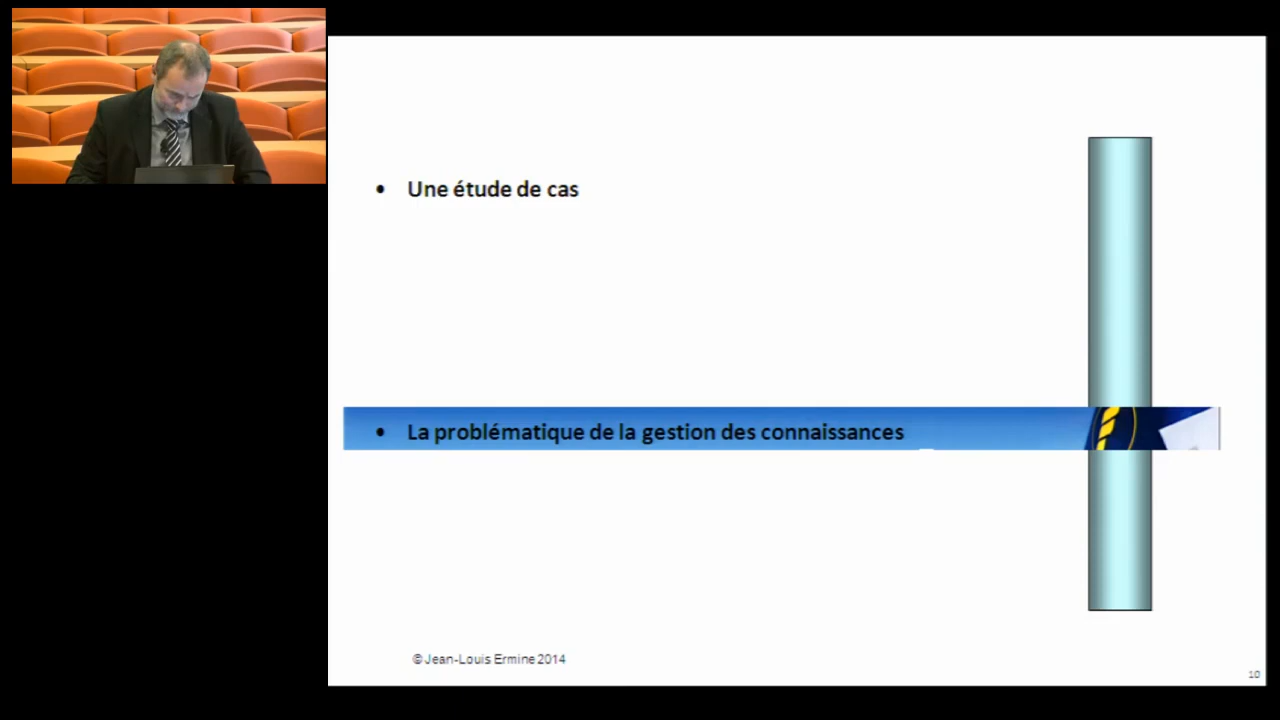 • Une étude de cas
• La problématique de la gestion des connaissances
© Jean-Louis Ermine 2014
10